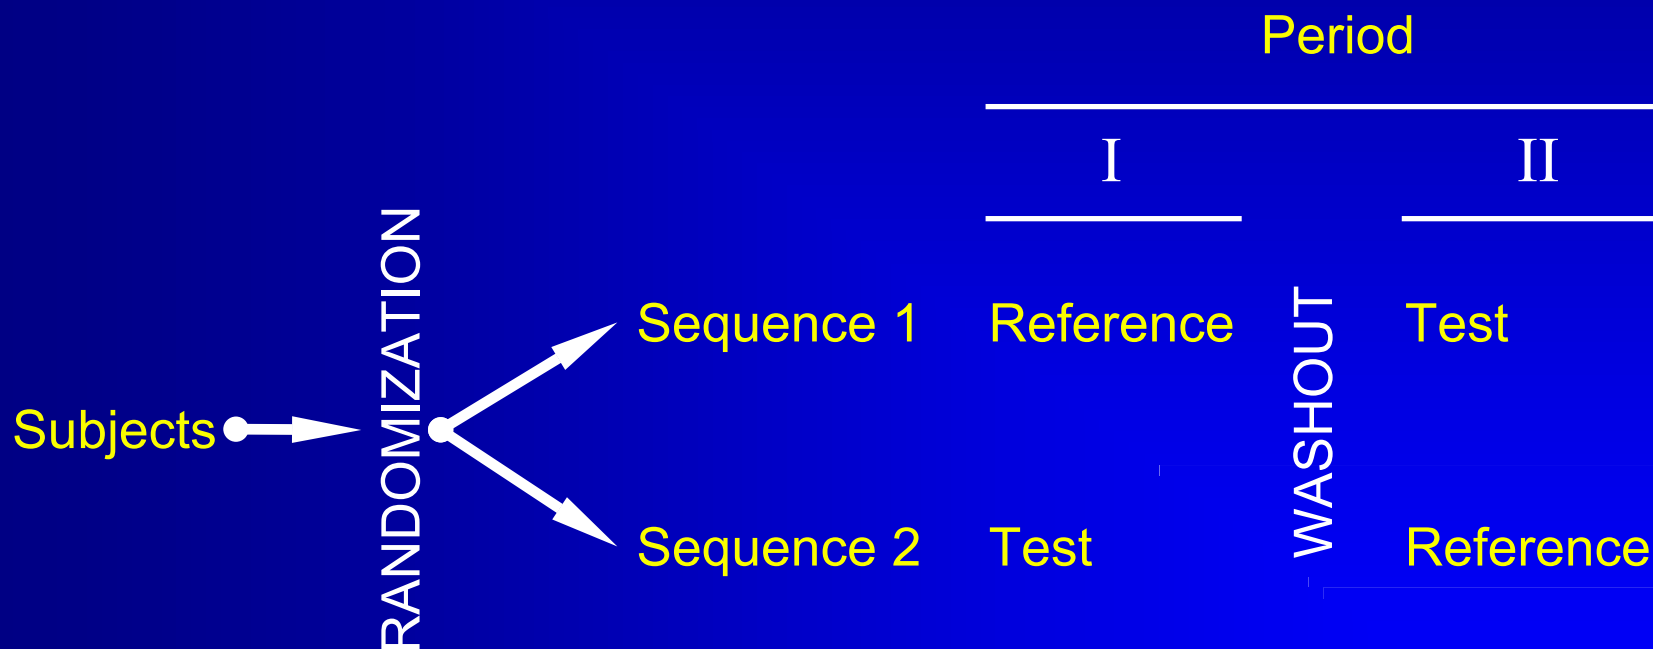 Period
I II
RANDOMIZATION
Sequence 1 Reference WASHOUT Test
Subjects
Sequence 2 Test Reference